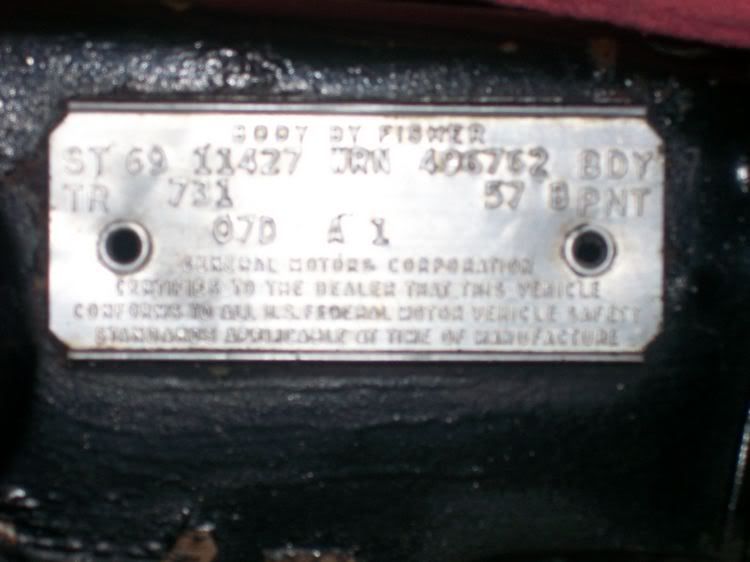 BODY BY FISHER
ST 69 11427 WRN 406762 BDY
TR 731 57 B PNT
07D A 1
GENERAL MOTORS CORPORATION
CERTIFIES TO THE DEALER THAT THIS VEHICLE
CONFORMS TO ALL U.S. FEDERAL MOTOR VEHICLE SAFETY
STANDARDS APPLICABLE AT TIME OF MANUFACTURE